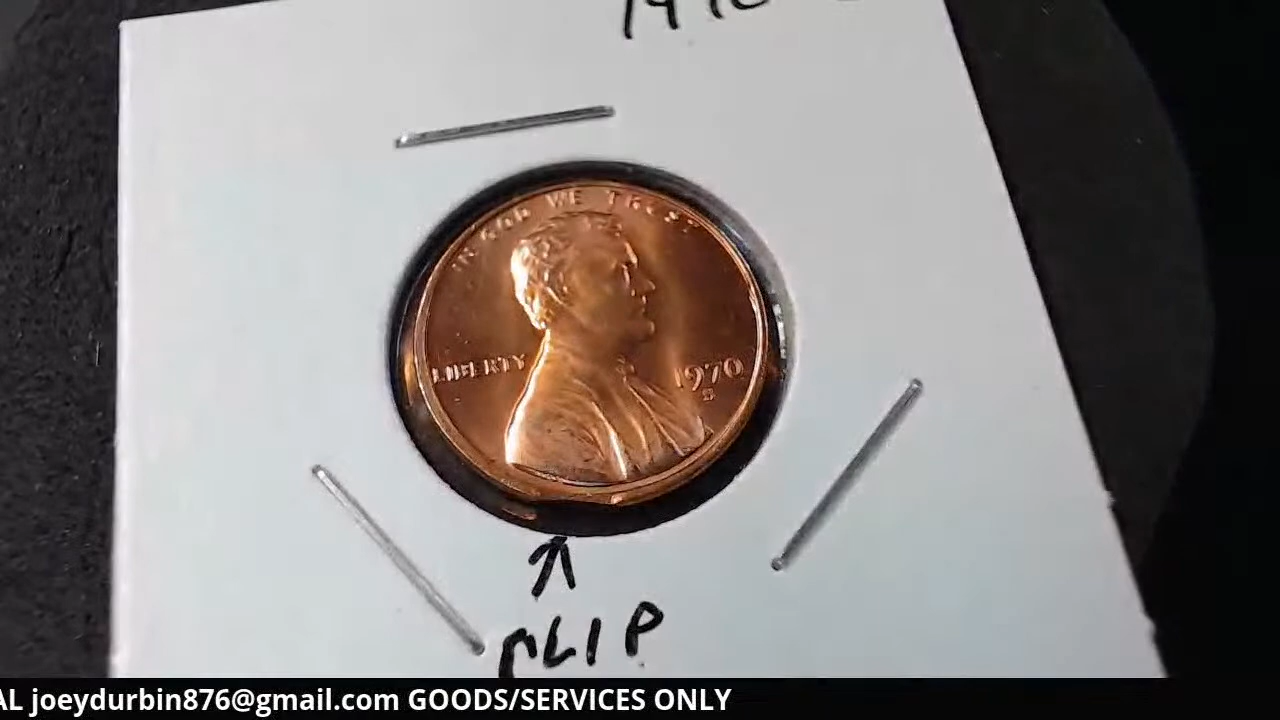 IN GOD WE TRUST
LIBERTY
1970
S
CLIP
AL joeydurbin876@gmail.com GOODS/SERVICES ONLY